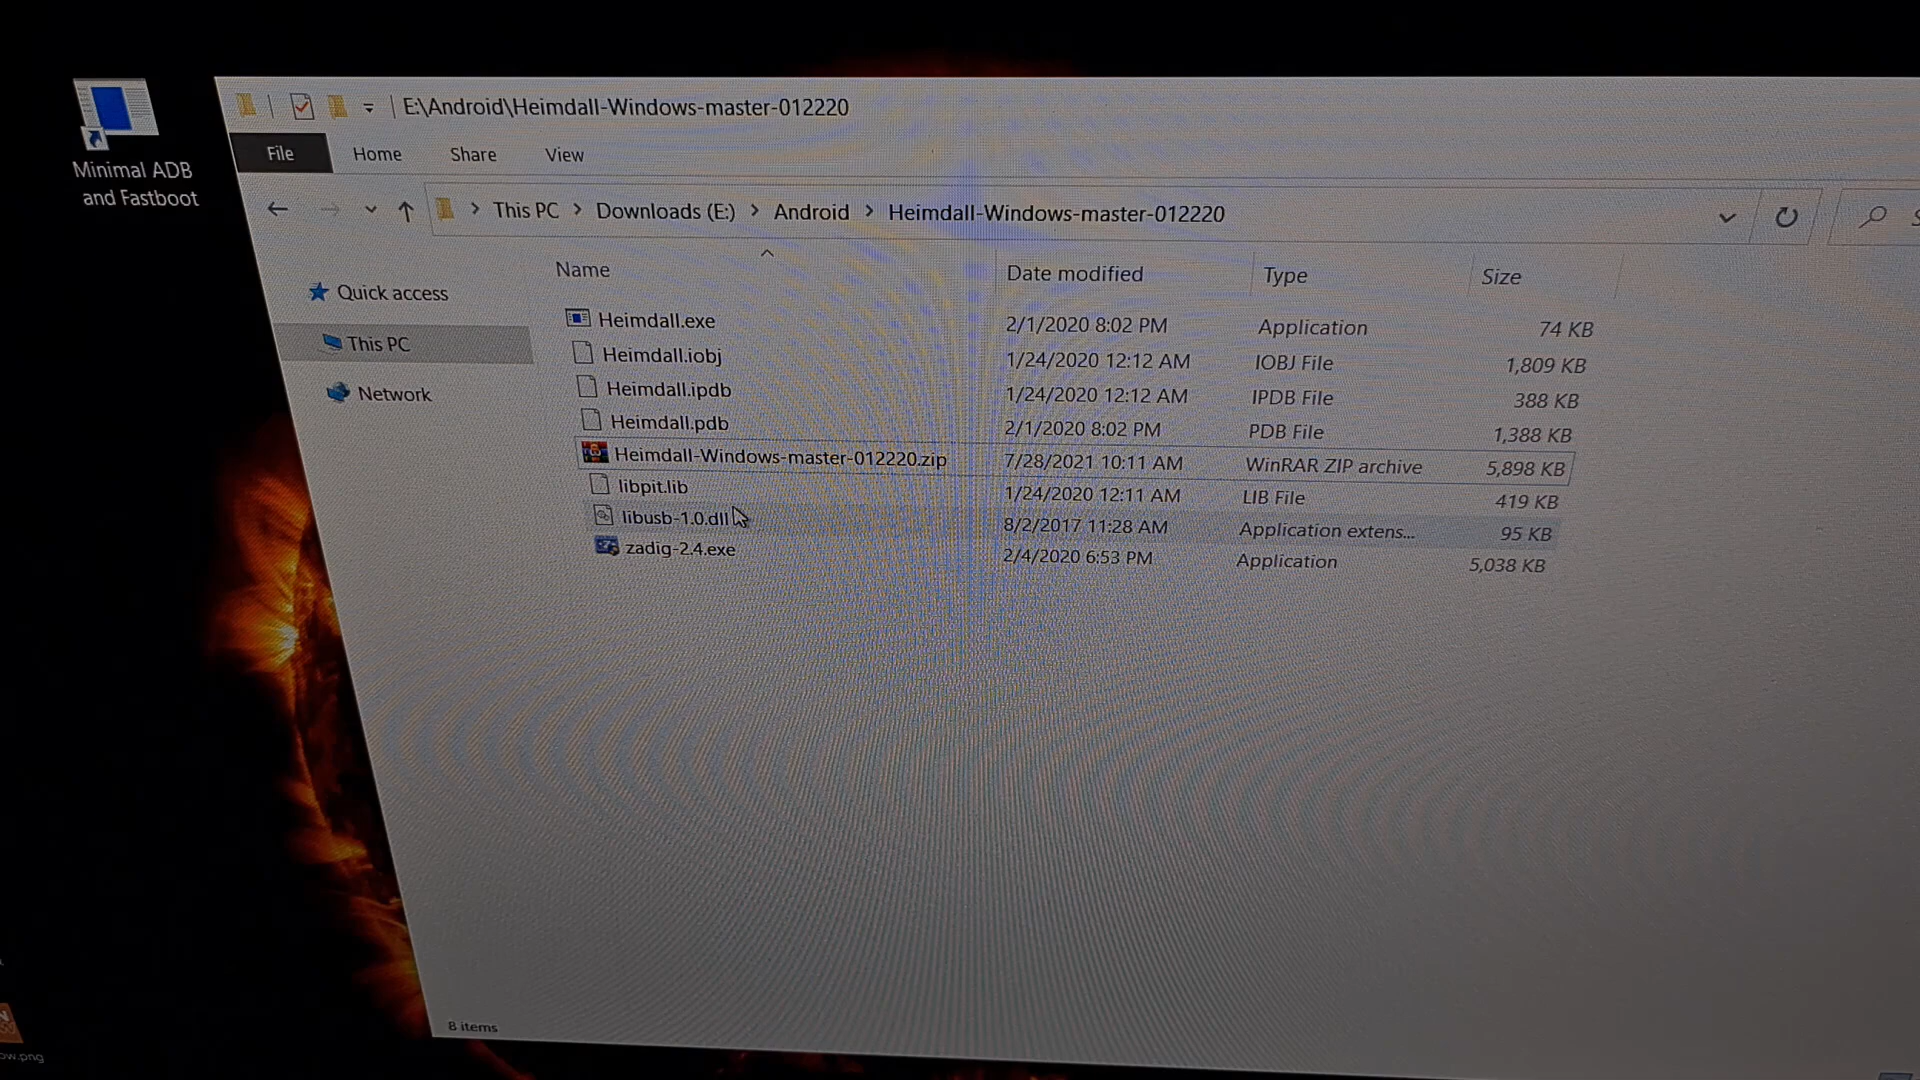 Minimal ADB
and Fastboot
E:\Android\Heimdall-Windows-master-012220
File Home Share View
This PC > Downloads (E:) > Android > Heimdall-Windows-master-012220
Name Date modified Type Size
Quick access
This PC
Network
Heimdall.exe 2/1/2020 8:02 PM Application 74 KB
Heimdall.iobj 1/24/2020 12:12 AM IOBJ File 1,809 KB
Heimdall.ipdb 1/24/2020 12:12 AM IPDB File 388 KB
Heimdall.pdb 2/1/2020 8:02 PM PDB File 1,388 KB
Heimdall-Windows-master-012220.zip 7/28/2021 10:11 AM WinRAR ZIP archive 5,898 KB
libpit.lib 1/24/2020 12:11 AM LIB File 419 KB
libusb-1.0.dll 8/2/2017 11:28 AM Application extens... 95 KB
zadig-2.4.exe 2/4/2020 6:53 PM Application 5,038 KB
8 items